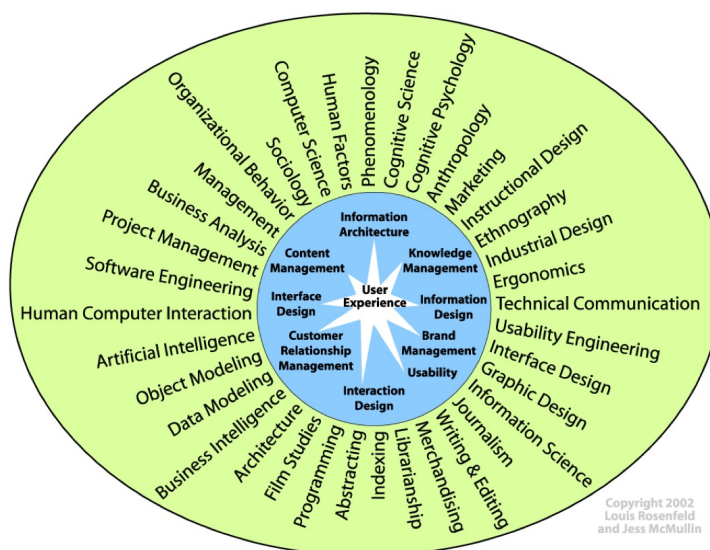 Organizational Behavior
Sociology
Computer Science
Human Factors
Phenomenology
Cognitive Science
Cognitive Psychology
Anthropology
Marketing
Instructional Design
Ethnography
Industrial Design
Ergonomics
Technical Communication
Usability Engineering
Interface Design
Graphic Design
Information Science
Journalism
Writing & Editing
Merchandising
Librarianship
Indexing
Abstracting
Programming
Film Studies
Architecture
Business Intelligence
Data Modeling
Object Modeling
Artificial Intelligence
Human Computer Interaction
Software Engineering
Project Management
Business Analysis
Management
Information
Architecture
Content
Management
Knowledge
Management
User
Experience
Interface
Design
Information
Design
Customer
Relationship
Management
Brand
Management
Usability
Interaction
Design
Copyright 2002
Louis Rosenfeld
and Jess McMullin